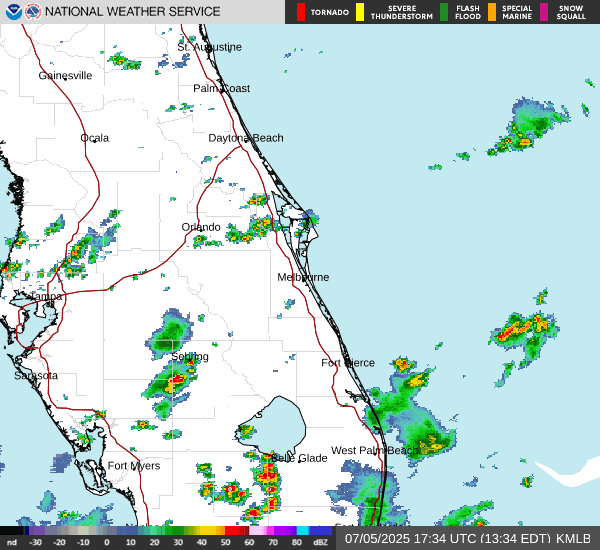 NATIONAL WEATHER SERVICE
TORNADO
SEVERE THUNDERSTORM
FLASH FLOOD
SPECIAL MARINE
SNOW SQUALL
St. Augustine
Gainesville
Palm Coast
Ocala
Daytona Beach
Orlando
Melbourne
Tampa
Sebring
Fort Pierce
Sarasota
West Palm Beach
Belle Glade
Fort Myers
nd -30 -20 -10 0 10 20 30 40 50 60 70 80 dBZ
07/05/2025 17:34 UTC (13:34 EDT) KMLB